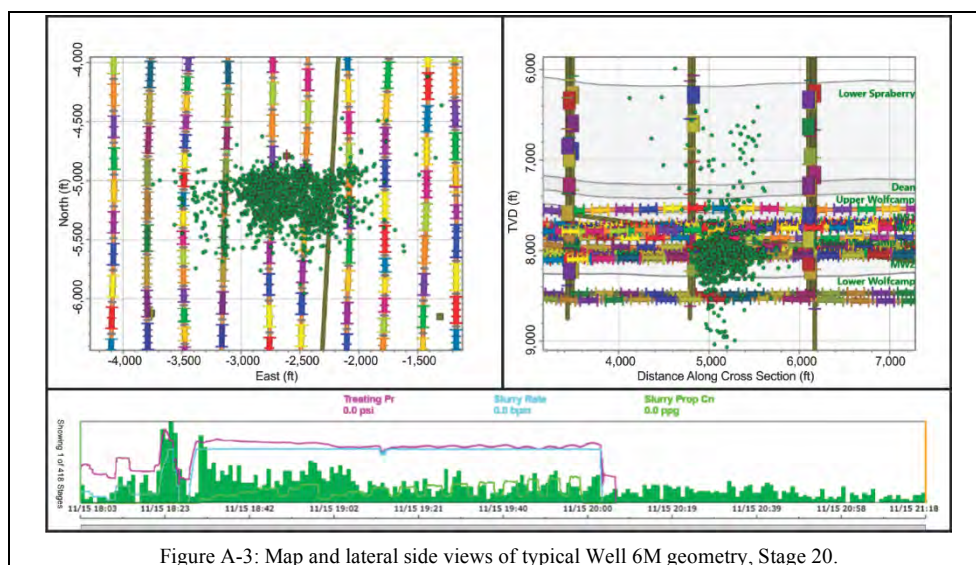 -4,000
-4,500
-5,000
-5,500
-6,000
North (ft)
-4,000
-3,500
-3,000
-2,500
-2,000
-1,500
East (ft)
6,000
7,000
8,000
9,000
TVD (ft)
Lower Spraberry
Dean
Upper Wolfcamp
Lower Wolfcamp
4,000
5,000
6,000
7,000
Distance Along Cross Section (ft)
Treating Pr
0.0 psi
Slurry Rate
0.0 bpm
Slurry Prop Cn
0.0 ppg
Showing 1 of 418 Stages
11/15 18:03
11/15 18:23
11/15 18:42
11/15 19:02
11/15 19:21
11/15 19:40
11/15 20:00
11/15 20:19
11/15 20:39
11/15 20:58
11/15 21:18
Figure A-3: Map and lateral side views of typical Well 6M geometry, Stage 20.